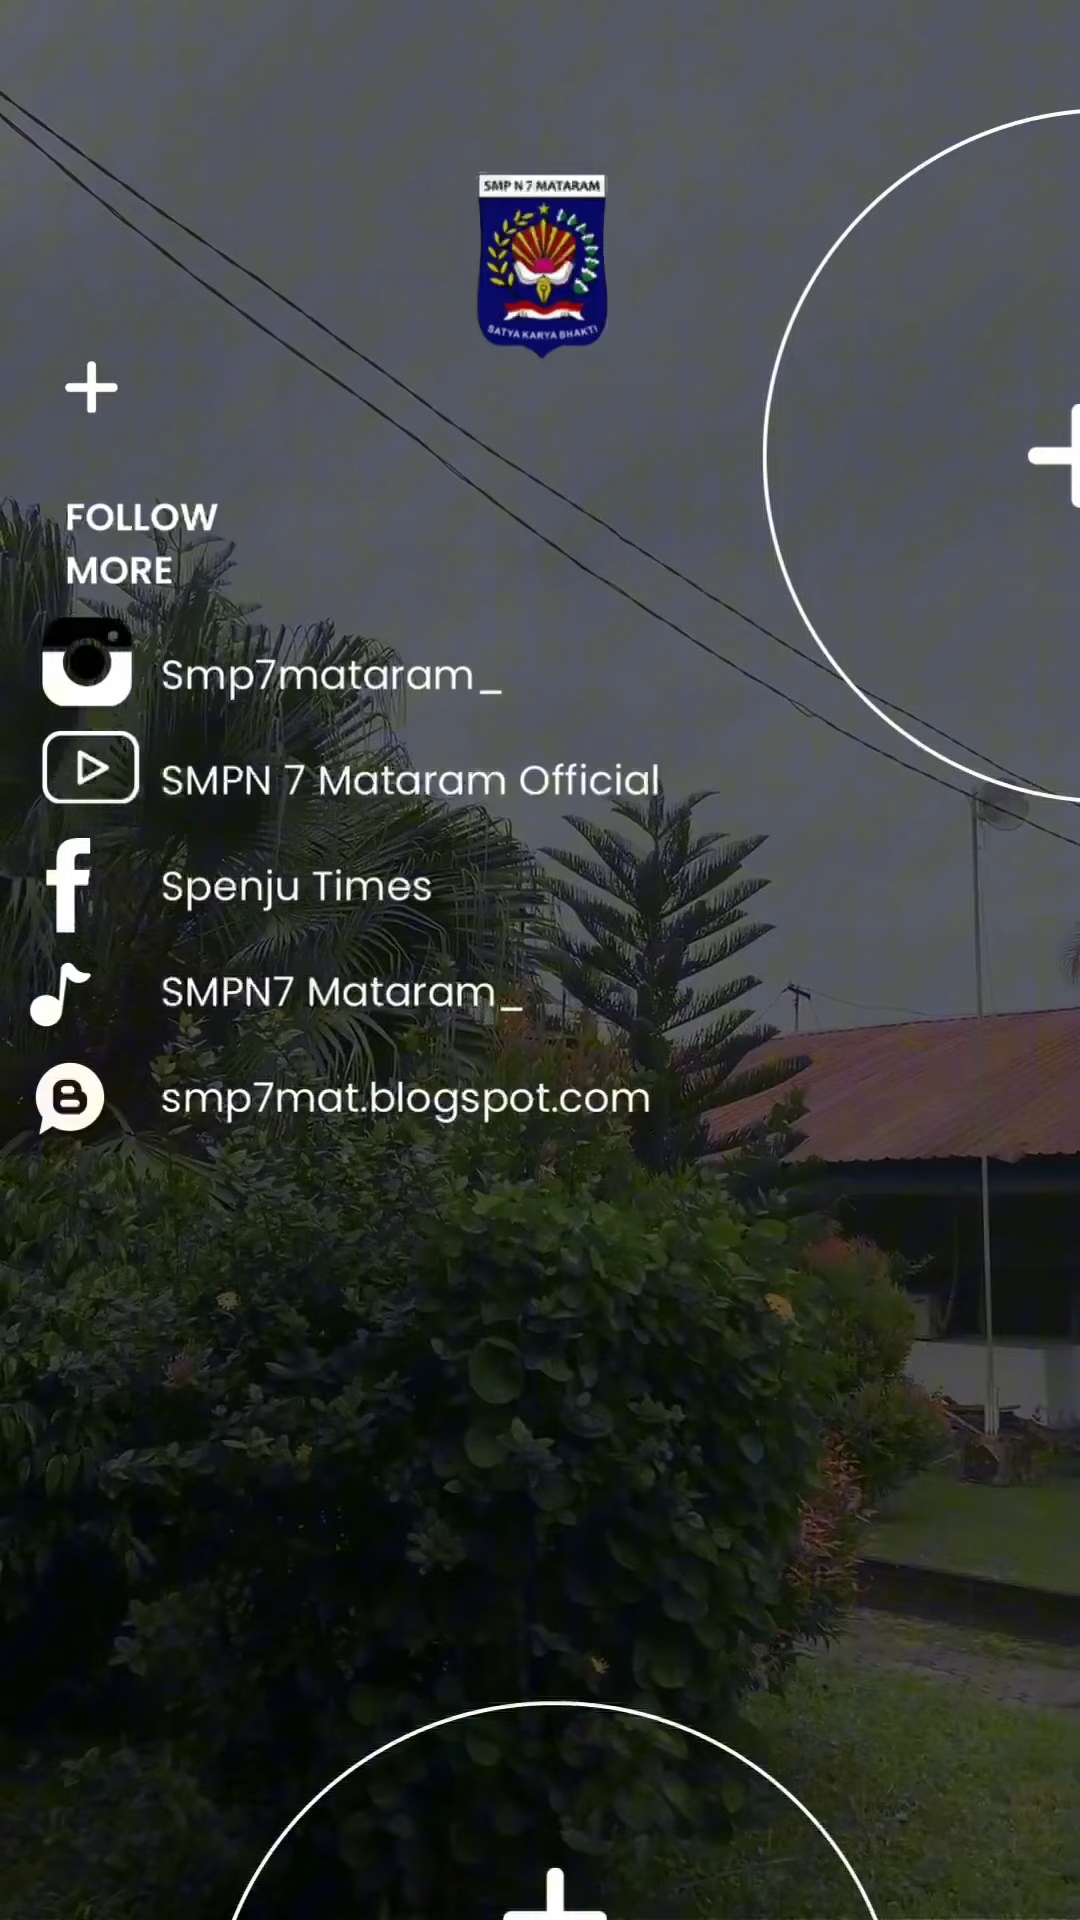 SMP N 7 MATARAM
SATYA KARYA BHAKTI
FOLLOW
MORE
Smp7mataram_
SMPN 7 Mataram Official
Spenju Times
SMPN7 Mataram_
smp7mat.blogspot.com